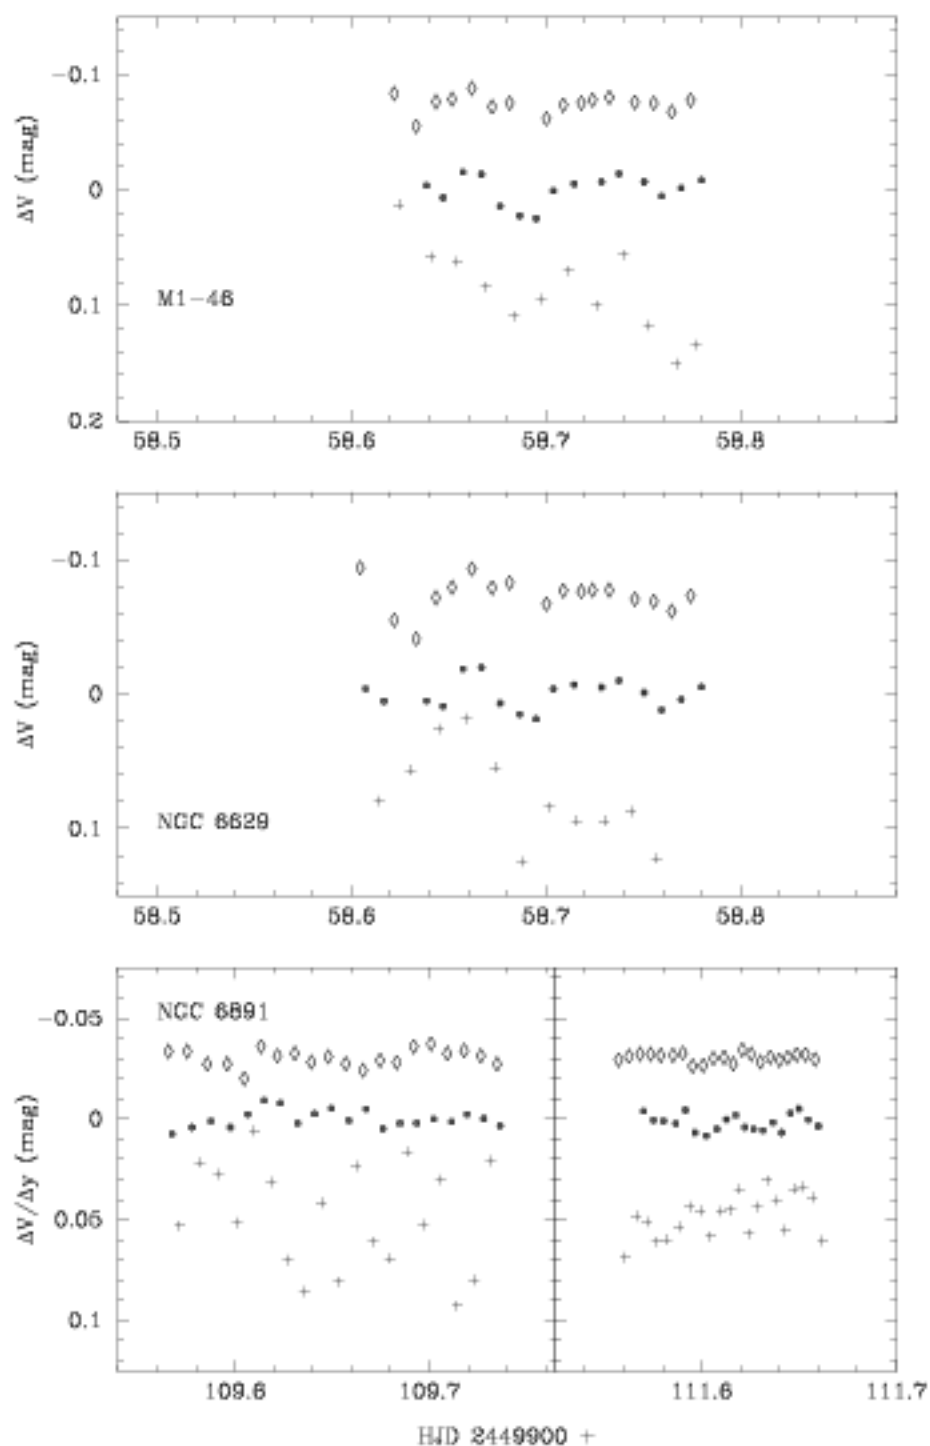 −0.1
0
0.1
0.2
ΔV (mag)
M1−46
58.5 58.6 58.7 58.8
−0.1
0
0.1
ΔV (mag)
NGC 6629
58.5 58.6 58.7 58.8
−0.05
0
0.05
0.1
ΔV/Δy (mag)
NGC 6891
109.6 109.7 111.6 111.7
HJD 2449900 +